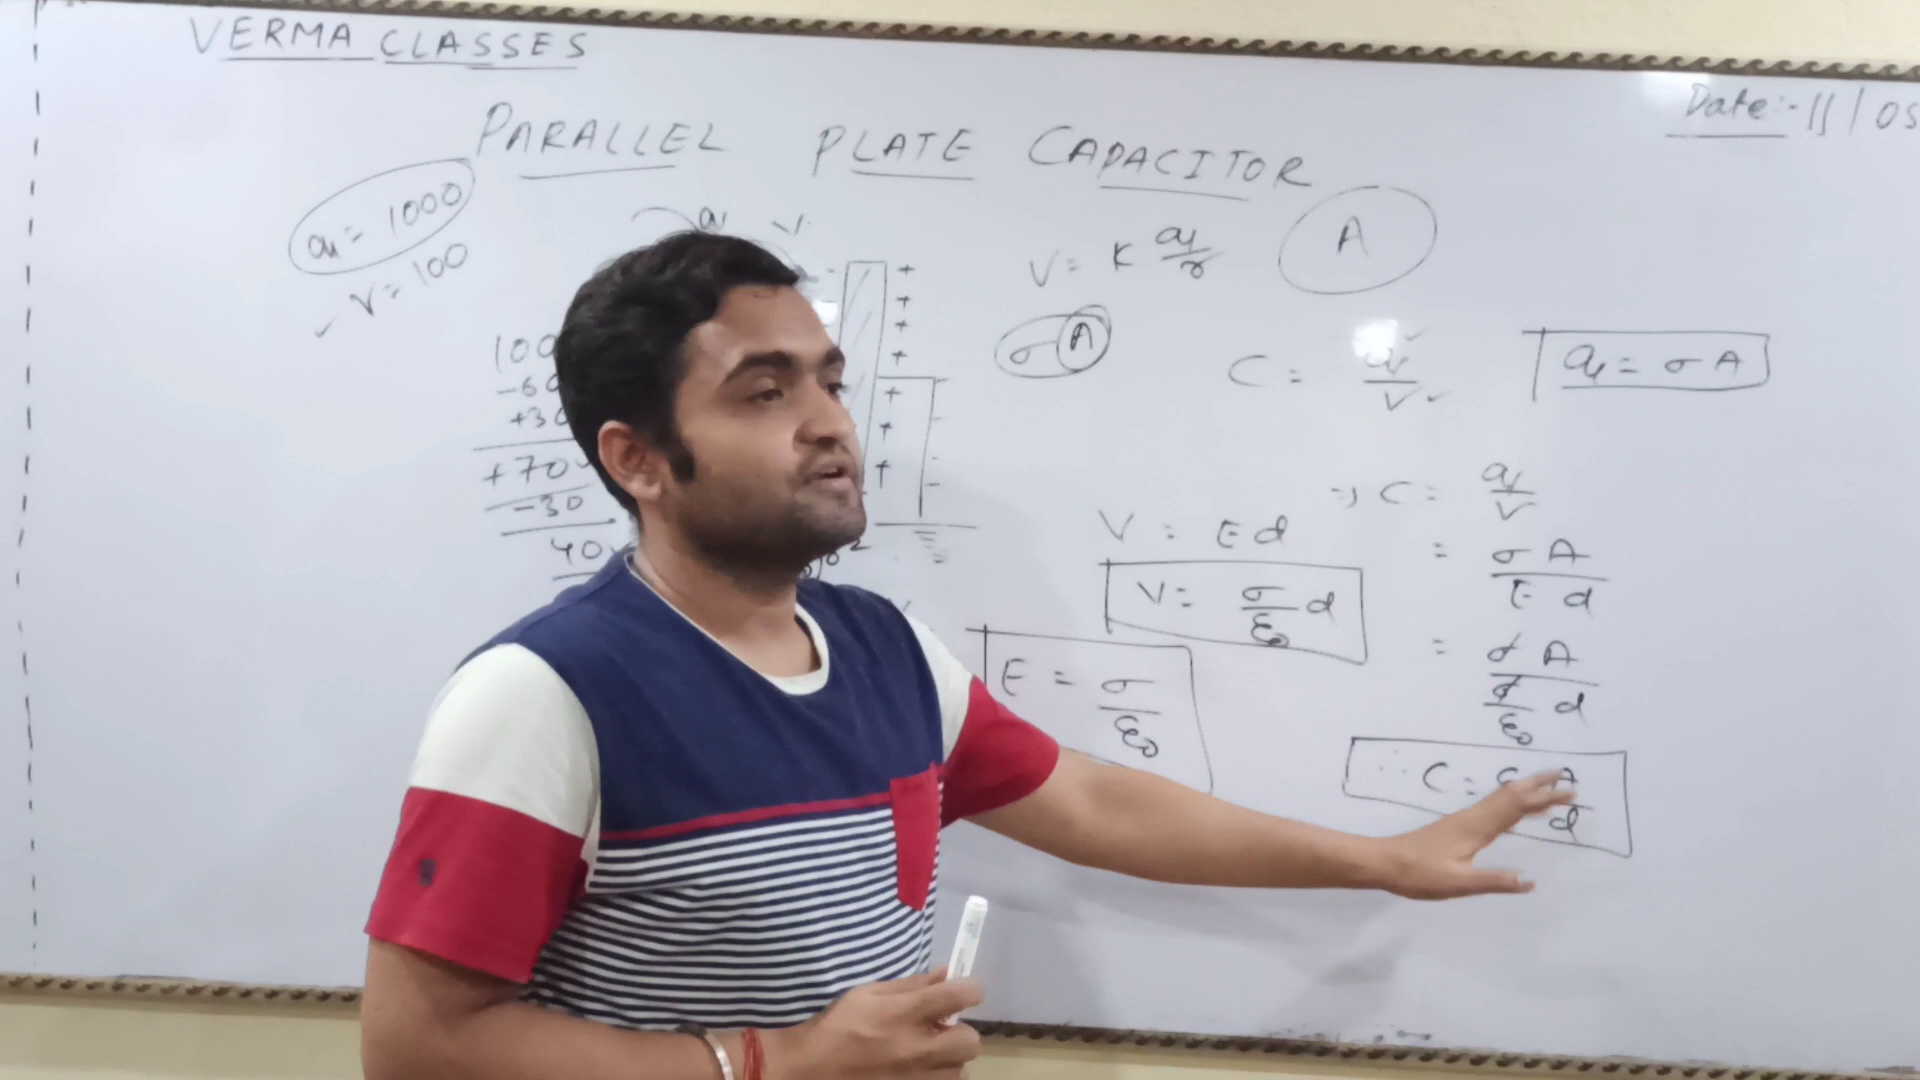 VERMA CLASSES
Date:- 11/05
PARALLEL PLATE CAPACITOR
q = 1000
V = 100
q V
V = K q/r
A
σ A
C = q/V
q = σ A
100
-60
+30
+70
-30
40
+ + + + + + +
V = Ed
V = σ/ε₀ d
E = σ/ε₀
⇒ C = q/V
= σ A / E d
= σ A / σ/ε₀ d
∴ C = A / d